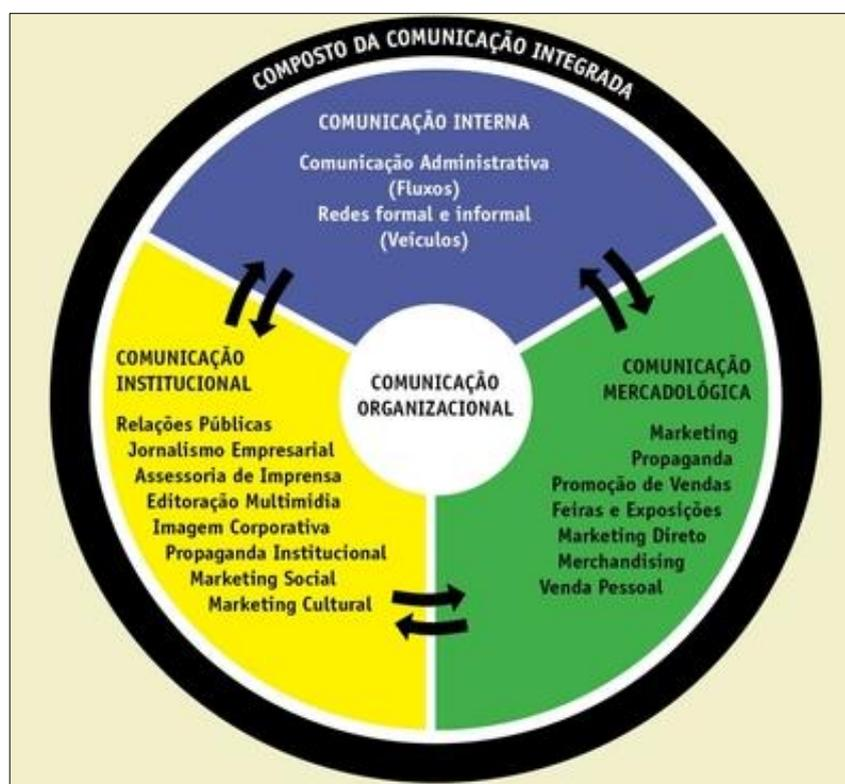 COMPOSTO DA COMUNICAÇÃO INTEGRADA
COMUNICAÇÃO INTERNA
Comunicação Administrativa
(Fluxos)
Redes formal e informal
(Veículos)
COMUNICAÇÃO
INSTITUCIONAL
Relações Públicas
Jornalismo Empresarial
Assessoria de Imprensa
Editoração Multimidia
Imagem Corporativa
Propaganda Institucional
Marketing Social
Marketing Cultural
COMUNICAÇÃO
ORGANIZACIONAL
COMUNICAÇÃO
MERCADOLÓGICA
Marketing
Propaganda
Promoção de Vendas
Feiras e Exposições
Marketing Direto
Merchandising
Venda Pessoal